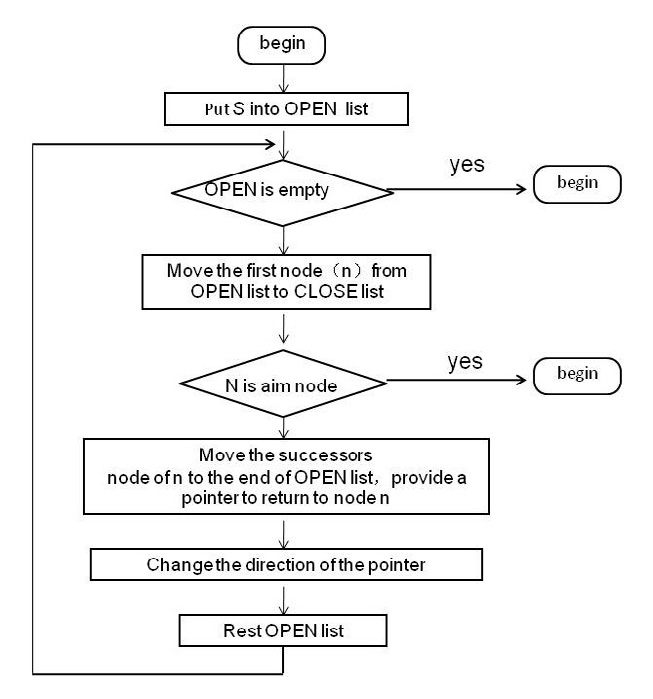 begin
Put S into OPEN list
OPEN is empty
yes
begin
Move the first node（n）from
OPEN list to CLOSE list
N is aim node
yes
begin
Move the successors
node of n to the end of OPEN list，provide a
pointer to return to node n
Change the direction of the pointer
Rest OPEN list